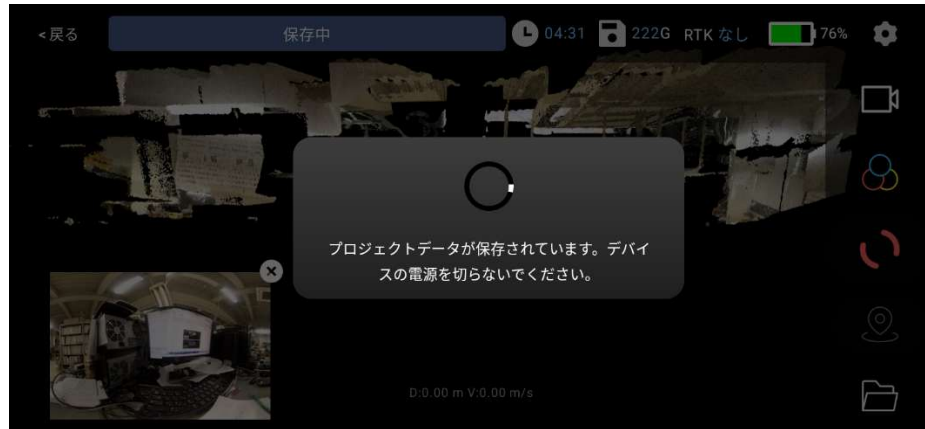 <戻る
保存中
04:31
222G
RTK なし
76%
プロジェクトデータが保存されています。デバイ
スの電源を切らないでください。
D:0.00 m V:0.00 m/s